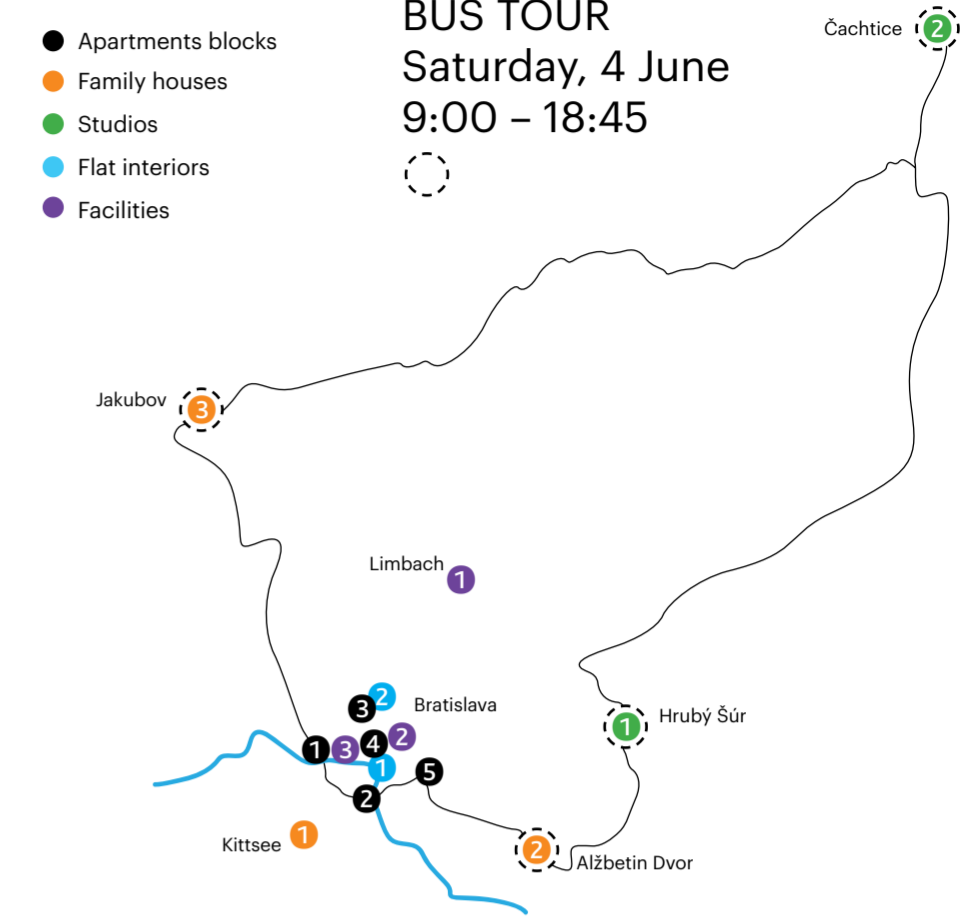 BUS TOUR
Saturday, 4 June
9:00 – 18:45
Apartments blocks
Family houses
Studios
Flat interiors
Facilities
Čachtice 2
Jakubov 3
Limbach 1
2
3
Bratislava
1 3 4 2
1
5
2
Hrubý Šúr
1
Kittsee 1
2
Alžbetin Dvor